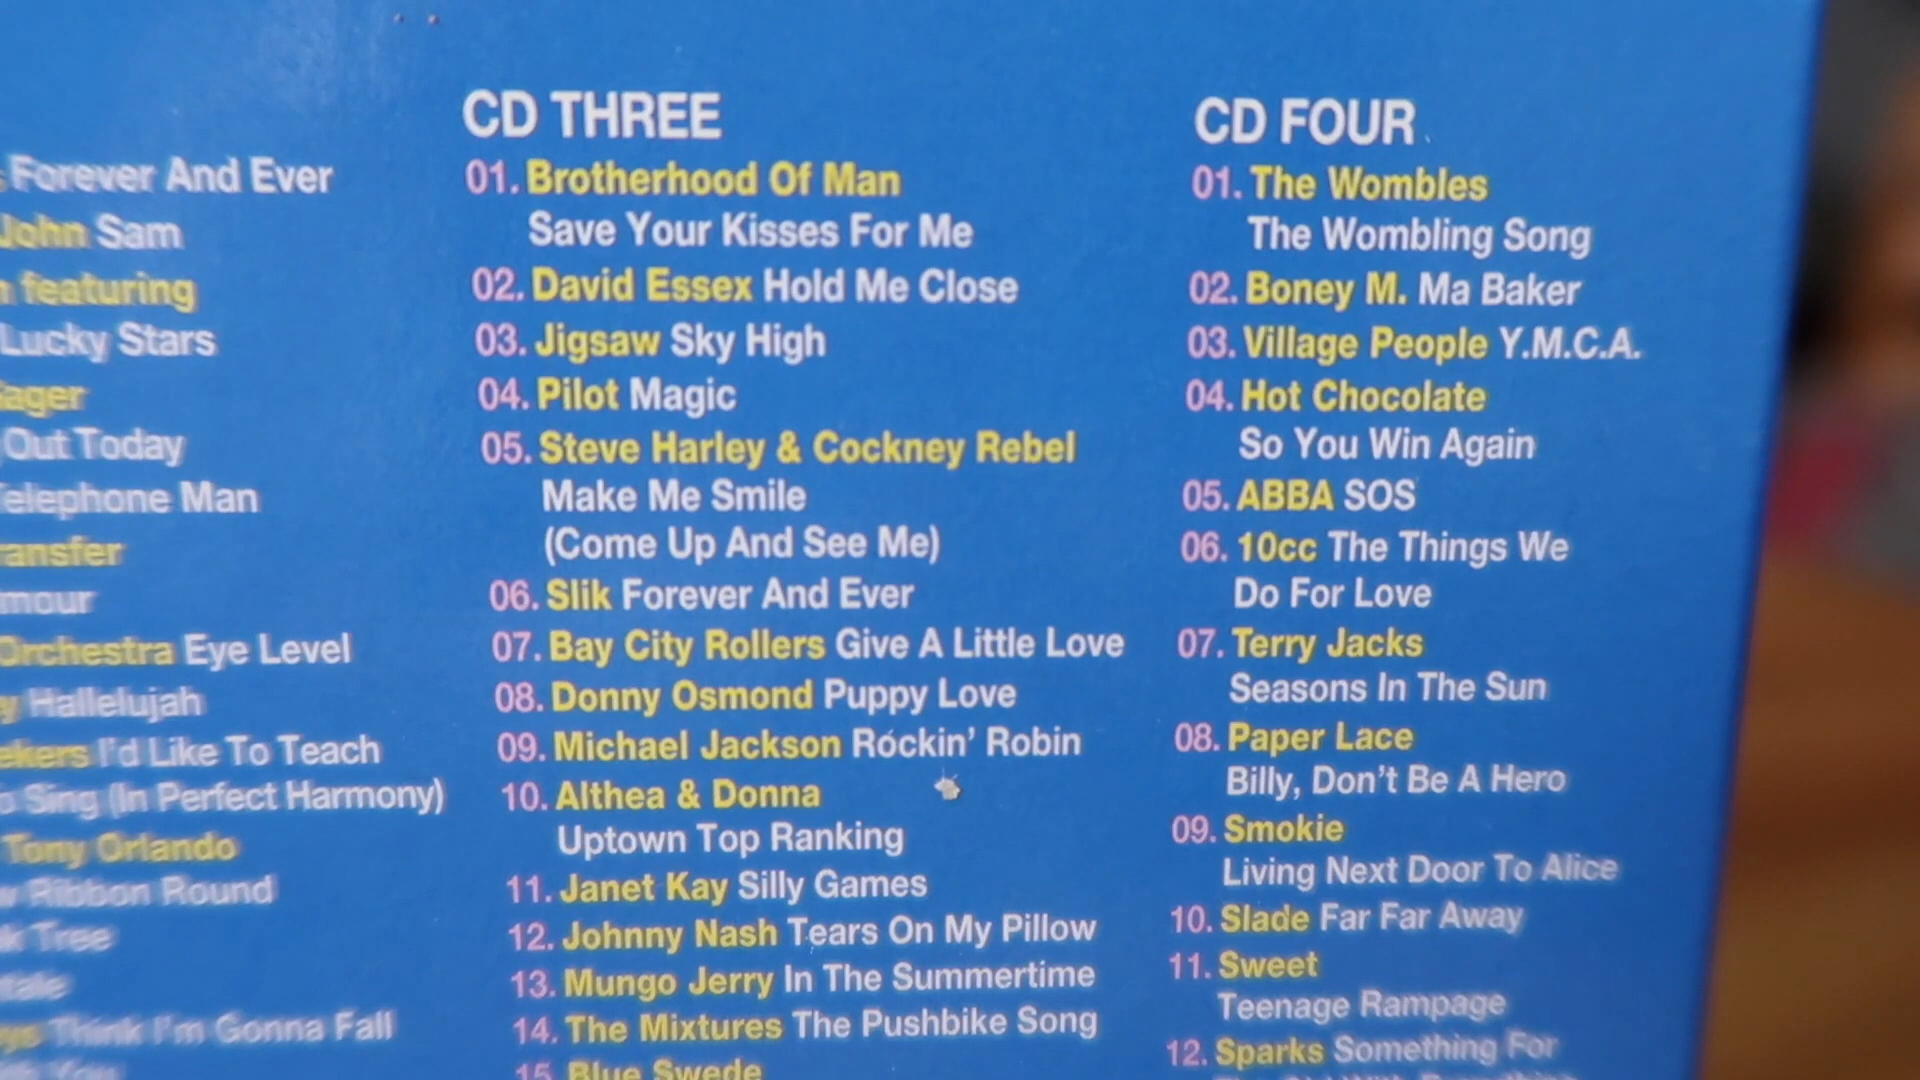 Forever And Ever
John Sam
featuring
Lucky Stars
Out Today
Telephone Man
Orchestra Eye Level
Hallelujah
I'd Like To Teach
Sing (In Perfect Harmony)
Tony Orlando
Ribbon Round
Tree
Think I'm Gonna Fall
CD THREE
01. Brotherhood Of Man
Save Your Kisses For Me
02. David Essex Hold Me Close
03. Jigsaw Sky High
04. Pilot Magic
05. Steve Harley & Cockney Rebel
Make Me Smile
(Come Up And See Me)
06. Slik Forever And Ever
07. Bay City Rollers Give A Little Love
08. Donny Osmond Puppy Love
09. Michael Jackson Rockin' Robin
10. Althea & Donna
Uptown Top Ranking
11. Janet Kay Silly Games
12. Johnny Nash Tears On My Pillow
13. Mungo Jerry In The Summertime
14. The Mixtures The Pushbike Song
15. Blue Swede
CD FOUR
01. The Wombles
The Wombling Song
02. Boney M. Ma Baker
03. Village People Y.M.C.A.
04. Hot Chocolate
So You Win Again
05. ABBA SOS
06. 10cc The Things We
Do For Love
07. Terry Jacks
Seasons In The Sun
08. Paper Lace
Billy, Don't Be A Hero
09. Smokie
Living Next Door To Alice
10. Slade Far Far Away
11. Sweet
Teenage Rampage
12. Sparks Something For